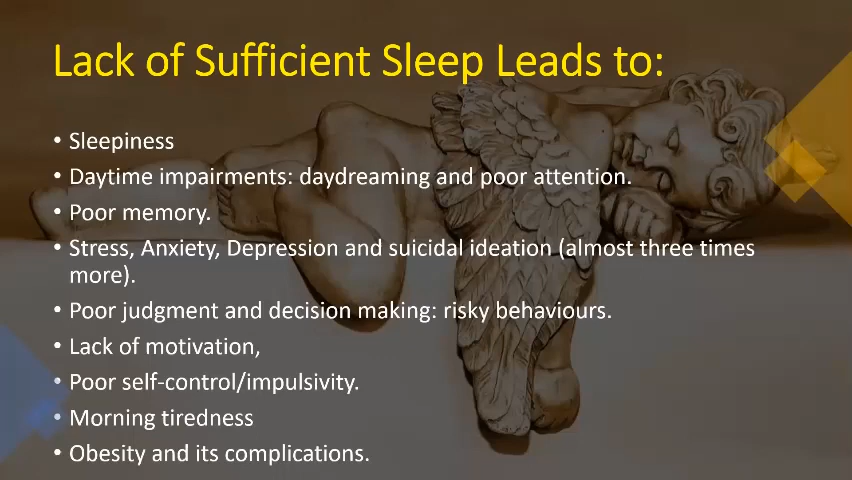 Lack of Sufficient Sleep Leads to:
• Sleepiness
• Daytime impairments: daydreaming and poor attention.
• Poor memory.
• Stress, Anxiety, Depression and suicidal ideation (almost three times
more).
• Poor judgment and decision making: risky behaviours.
• Lack of motivation,
• Poor self-control/impulsivity.
• Morning tiredness
• Obesity and its complications.